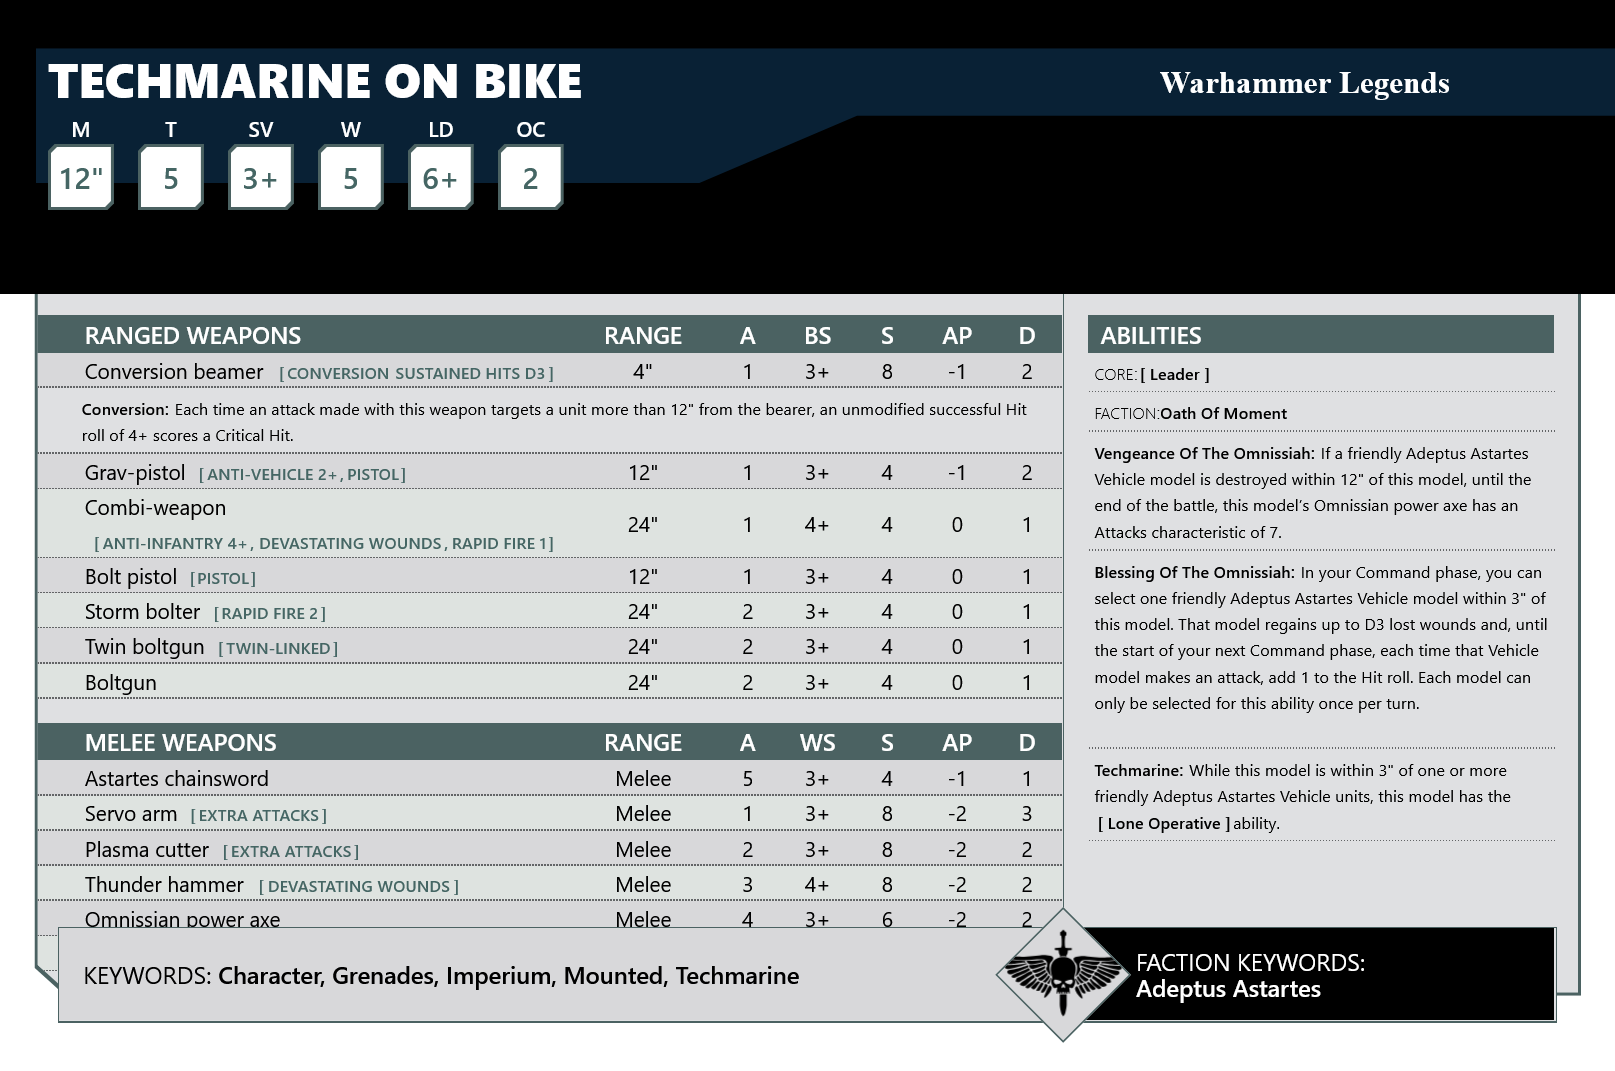 TECHMARINE ON BIKE
Warhammer Legends
M T SV W LD OC
12" 5 3+ 5 6+ 2
RANGED WEAPONS RANGE A BS S AP D
Conversion beamer [CONVERSION SUSTAINED HITS D3] 4" 1 3+ 8 -1 2
Conversion: Each time an attack made with this weapon targets a unit more than 12" from the bearer, an unmodified successful Hit
roll of 4+ scores a Critical Hit.
Grav-pistol [ANTI-VEHICLE 2+, PISTOL] 12" 1 3+ 4 -1 2
Combi-weapon
[ANTI-INFANTRY 4+, DEVASTATING WOUNDS, RAPID FIRE 1] 24" 1 4+ 4 0 1
Bolt pistol [PISTOL] 12" 1 3+ 4 0 1
Storm bolter [RAPID FIRE 2] 24" 2 3+ 4 0 1
Twin boltgun [TWIN-LINKED] 24" 2 3+ 4 0 1
Boltgun 24" 2 3+ 4 0 1
MELEE WEAPONS RANGE A WS S AP D
Astartes chainsword Melee 5 3+ 4 -1 1
Servo arm [EXTRA ATTACKS] Melee 1 3+ 8 -2 3
Plasma cutter [EXTRA ATTACKS] Melee 2 3+ 8 -2 2
Thunder hammer [DEVASTATING WOUNDS] Melee 3 4+ 8 -2 2
Omnissian power axe Melee 4 3+ 6 -2 2
ABILITIES
CORE:[ Leader ]
FACTION:Oath Of Moment
Vengeance Of The Omnissiah: If a friendly Adeptus Astartes
Vehicle model is destroyed within 12" of this model, until the
end of the battle, this model’s Omnissian power axe has an
Attacks characteristic of 7.
Blessing Of The Omnissiah: In your Command phase, you can
select one friendly Adeptus Astartes Vehicle model within 3" of
this model. That model regains up to D3 lost wounds and, until
the start of your next Command phase, each time that Vehicle
model makes an attack, add 1 to the Hit roll. Each model can
only be selected for this ability once per turn.
Techmarine: While this model is within 3" of one or more
friendly Adeptus Astartes Vehicle units, this model has the
[ Lone Operative ] ability.
KEYWORDS: Character, Grenades, Imperium, Mounted, Techmarine
FACTION KEYWORDS:
Adeptus Astartes